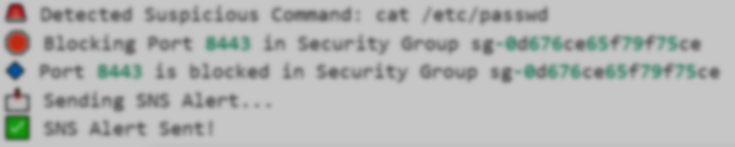 🚨 Detected Suspicious Command: cat /etc/passwd
🛑 Blocking Port 8443 in Security Group sg-0d676ce65f79f75ce
🔹 Port 8443 is blocked in Security Group sg-0d676ce65f79f75ce
📤 Sending SNS Alert...
✅ SNS Alert Sent!